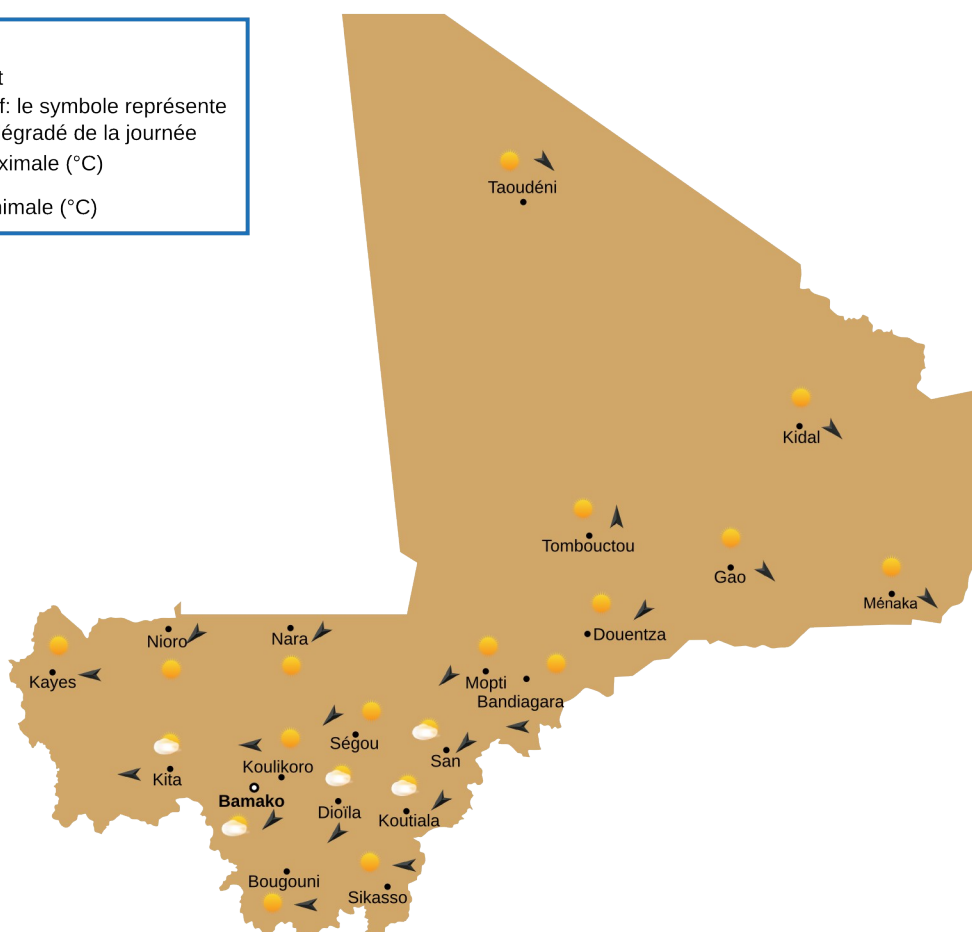 t
f: le symbole représente
égradé de la journée
ximale (°C)
nimale (°C)
Taoudéni
Kidal
Tombouctou
Gao
Ménaka
Douentza
Nioro
Nara
Kayes
Mopti
Bandiagara
Ségou
San
Koulikoro
Kita
Bamako
Dioïla
Koutiala
Bougouni
Sikasso